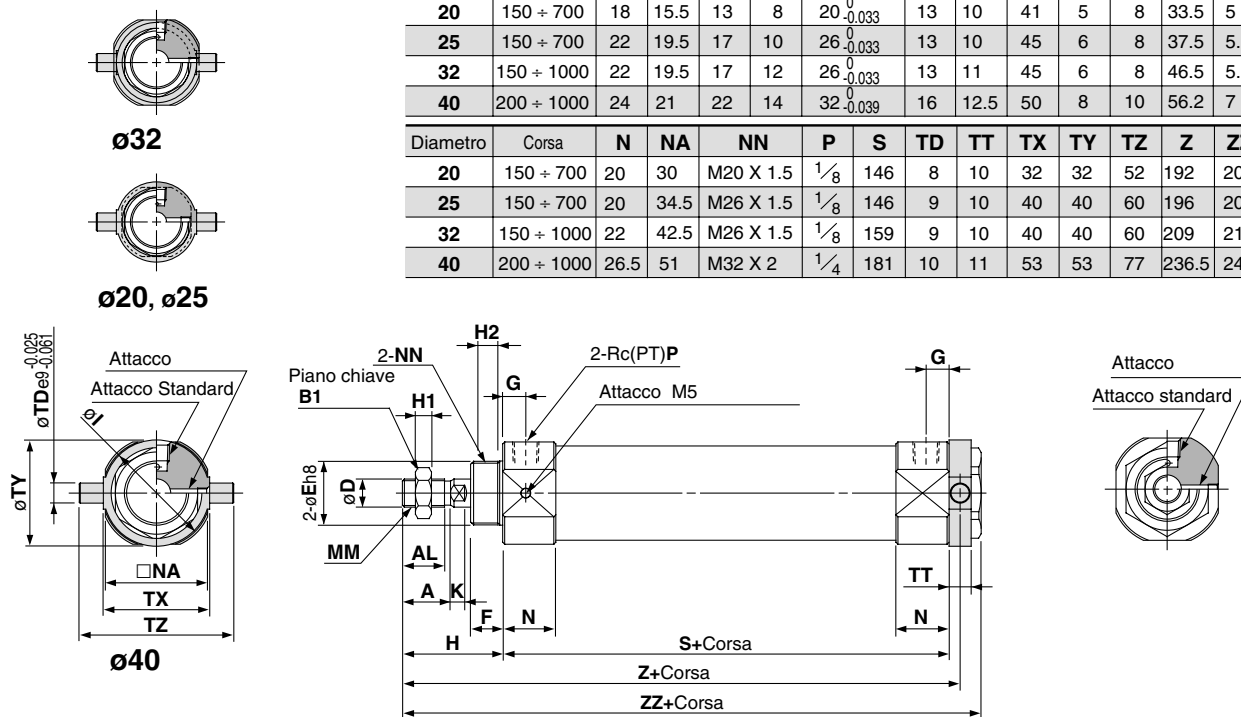 20 150 ÷ 700 18 15.5 13 8 20 0 -0.033 13 10 41 5 8 33.5 5
25 150 ÷ 700 22 19.5 17 10 26 0 -0.033 13 10 45 6 8 37.5 5.
32 150 ÷ 1000 22 19.5 17 12 26 0 -0.033 13 11 45 6 8 46.5 5.
40 200 ÷ 1000 24 21 22 14 32 0 -0.039 16 12.5 50 8 10 56.2 7
Diametro Corsa N NA NN P S TD TT TX TY TZ Z
20 150 ÷ 700 20 30 M20 X 1.5 1/8 146 8 10 32 32 52 192 20
25 150 ÷ 700 20 34.5 M26 X 1.5 1/8 146 9 10 40 40 60 196 20
32 150 ÷ 1000 22 42.5 M26 X 1.5 1/8 159 9 10 40 40 60 209 21
40 200 ÷ 1000 26.5 51 M32 X 2 1/4 181 10 11 53 53 77 236.5 24
ø32
ø20, ø25
øTDe9 -0.025 -0.061
Attacco
Attacco Standard
øI
øTY
□NA
TX
TZ
ø40
H2
2-NN
2-Rc(PT)P
G
Piano chiave
B1
H1
G
Attacco M5
2-øEh8
øD
MM
AL
A
K
F
N
TT
N
H
S+Corsa
Z+Corsa
ZZ+Corsa
Attacco
Attacco standard